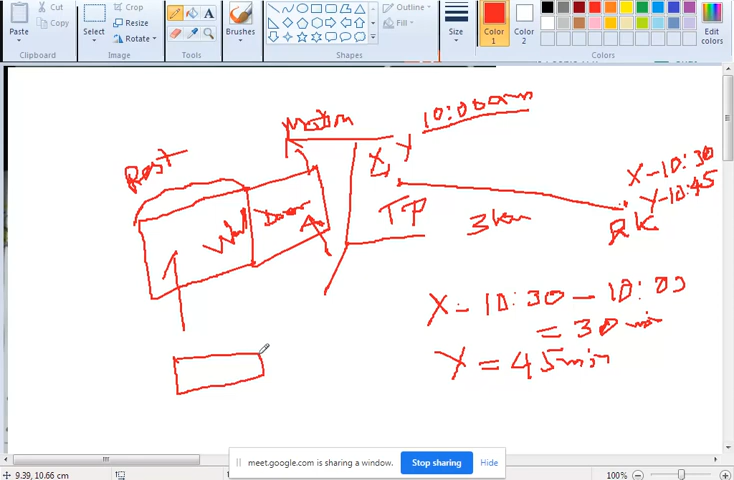 Paste
Cut
Copy
Select
Crop
Resize
Rotate
Brushes
Outline
Fill
Size
Color 1
Color 2
Edit colors
Clipboard
Image
Tools
Shapes
Colors
Motion
10:00am
Rest
X, Y
X-10:30
Y-10:45
Wall
Door
TP
3km
RK
X - 10:30 - 10:00
= 30 min
Y = 45min
meet.google.com is sharing a window.
Stop sharing
Hide
9.39, 10.66 cm
100%